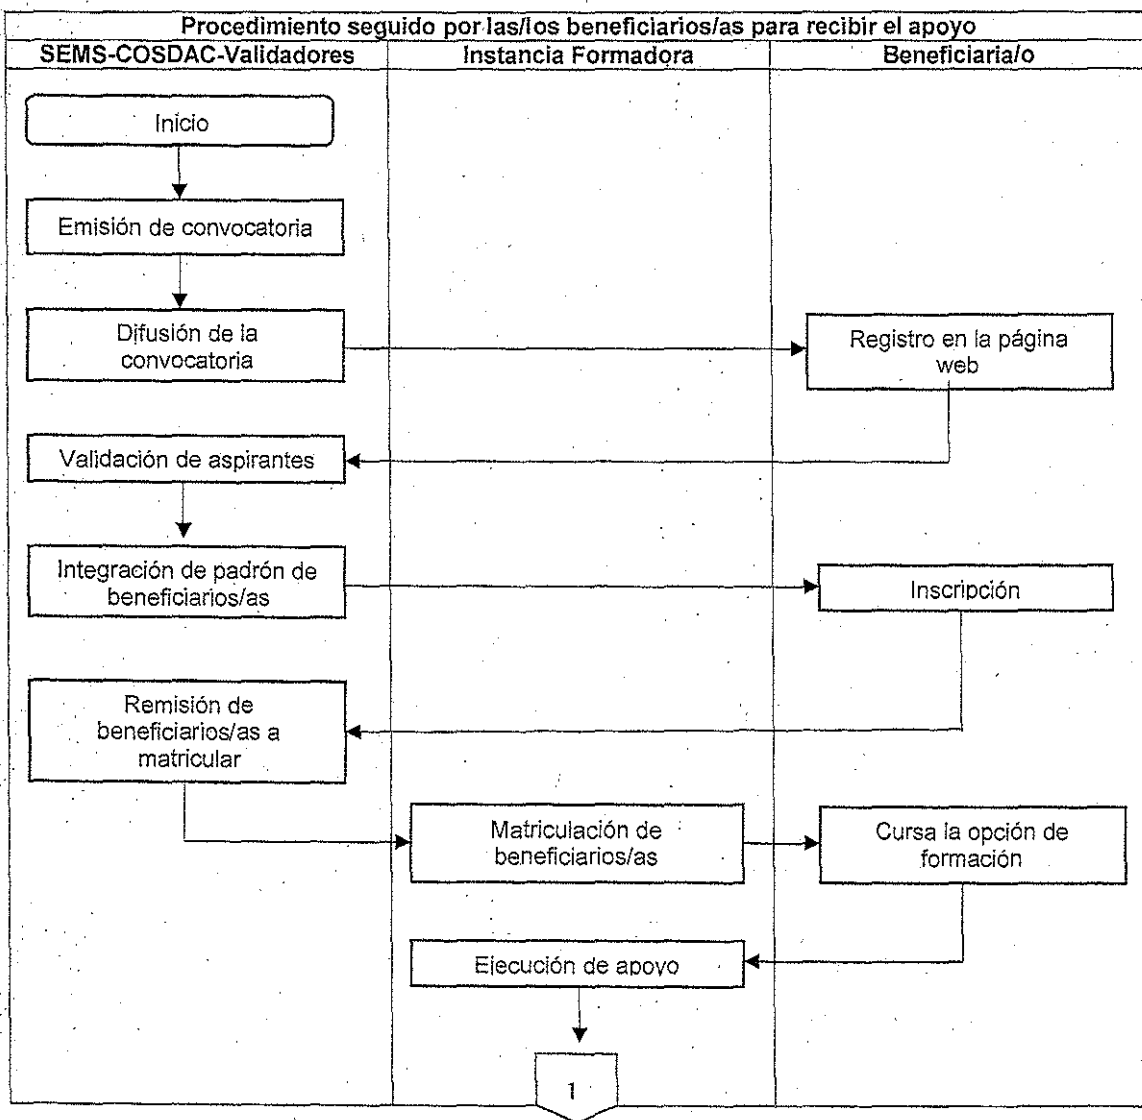 Procedimiento seguido por las/los beneficiarios/as para recibir el apoyo
SEMS-COSDAC-Validadores
Instancia Formadora
Beneficiaria/o
Inicio
Emisión de convocatoria
Difusión de la
convocatoria
Registro en la página
web
Validación de aspirantes
Integración de padrón de
beneficiarios/as
Inscripción
Remisión de
beneficiarios/as a
matricular
Matriculación de
beneficiarios/as
Cursa la opción de
formación
Ejecución de apoyo
1